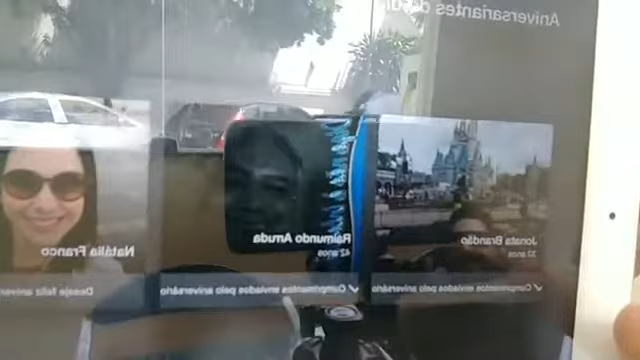 Aniversariantes de
Jonata Brandão
33 anos
Cumprimentos enviados pelo aniversário
Raimundo Arruda
42 anos
Cumprimentos enviados pelo aniversário
Natália Franco
Deseje feliz